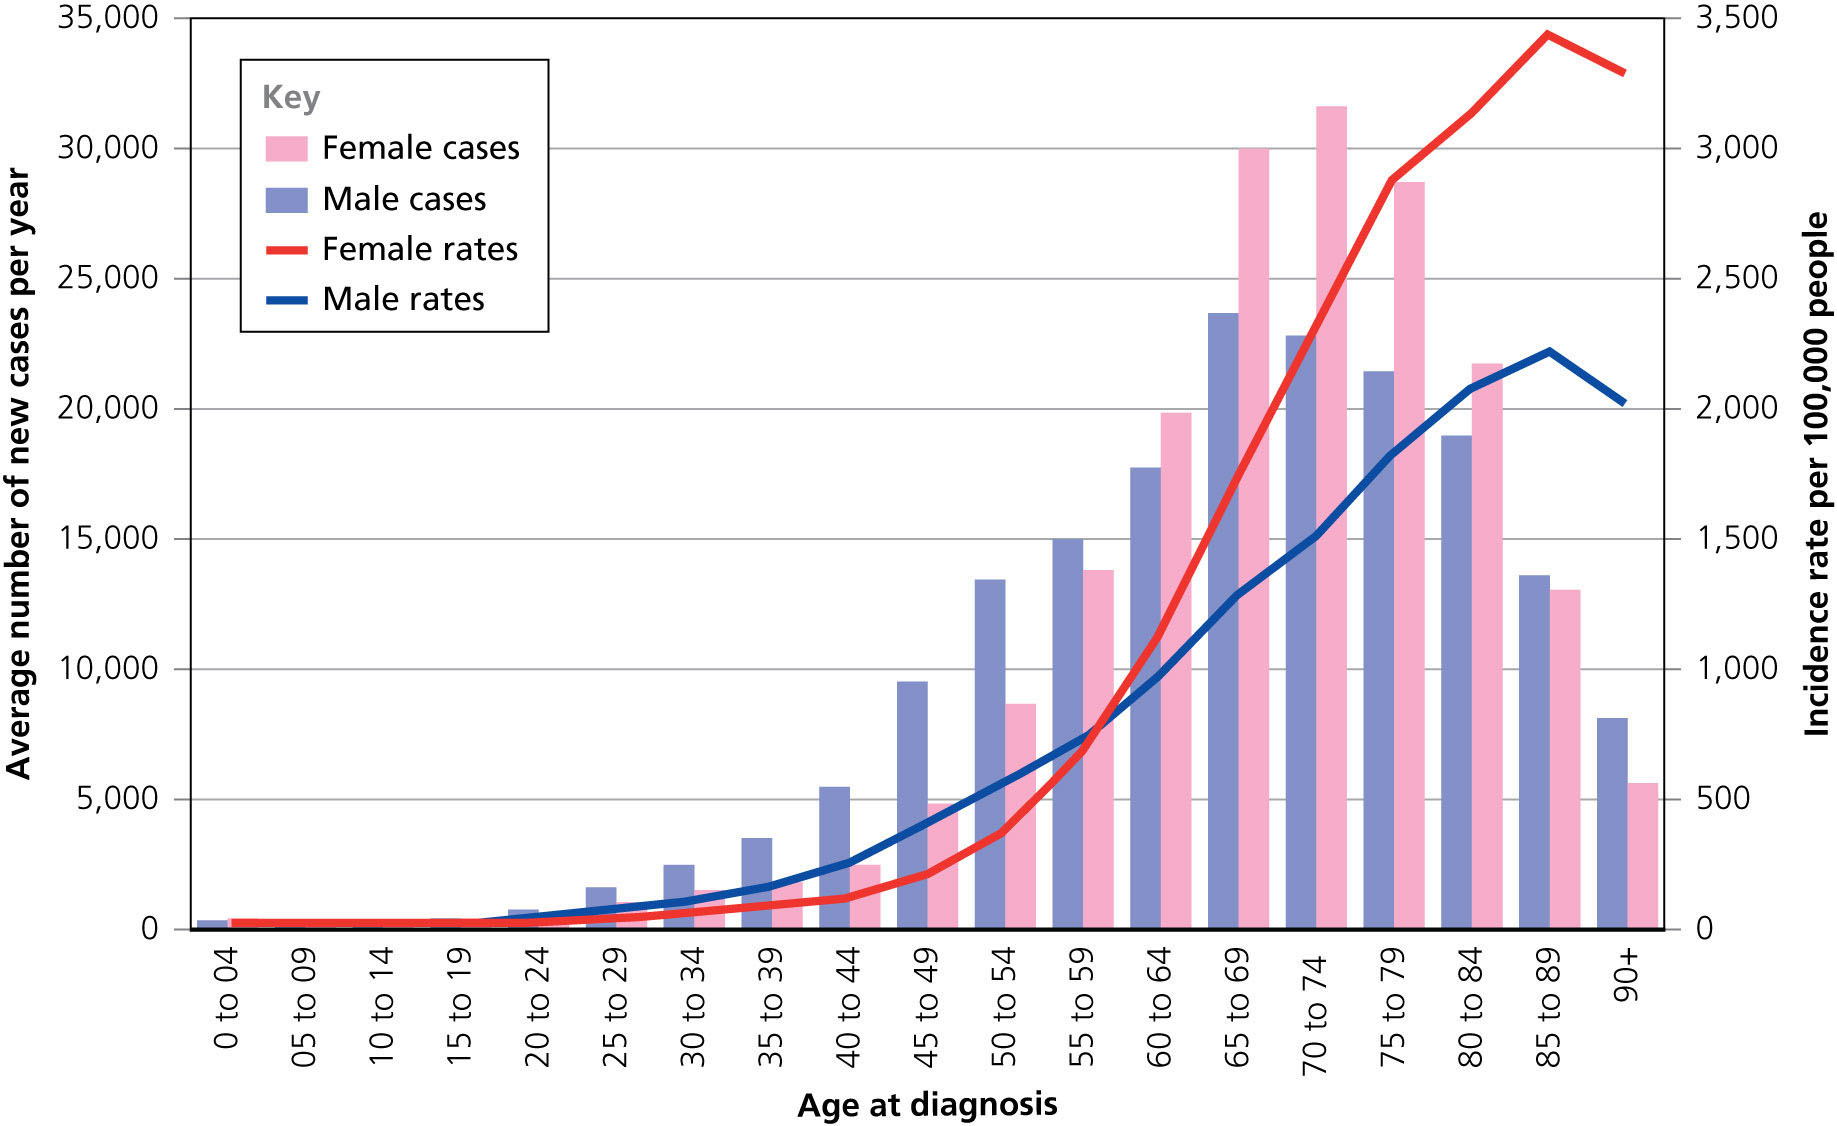 35,000
30,000
25,000
20,000
15,000
10,000
5,000
0
Average number of new cases per year
Key
Female cases
Male cases
Female rates
Male rates
3,500
3,000
2,500
2,000
1,500
1,000
500
0
Incidence rate per 100,000 people
0 to 04
05 to 09
10 to 14
15 to 19
20 to 24
25 to 29
30 to 34
35 to 39
40 to 44
45 to 49
50 to 54
55 to 59
60 to 64
65 to 69
70 to 74
75 to 79
80 to 84
85 to 89
90+
Age at diagnosis